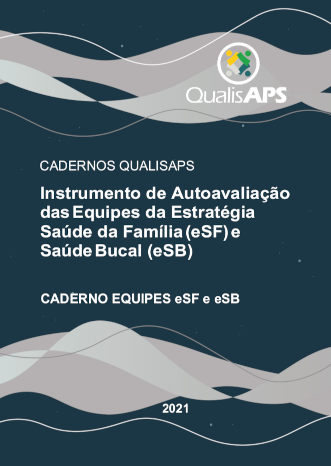 QualisAPS
CADERNOS QUALISAPS
Instrumento de Autoavaliação
das Equipes da Estratégia
Saúde da Família (eSF) e
Saúde Bucal (eSB)
CADERNO EQUIPES eSF e eSB
2021